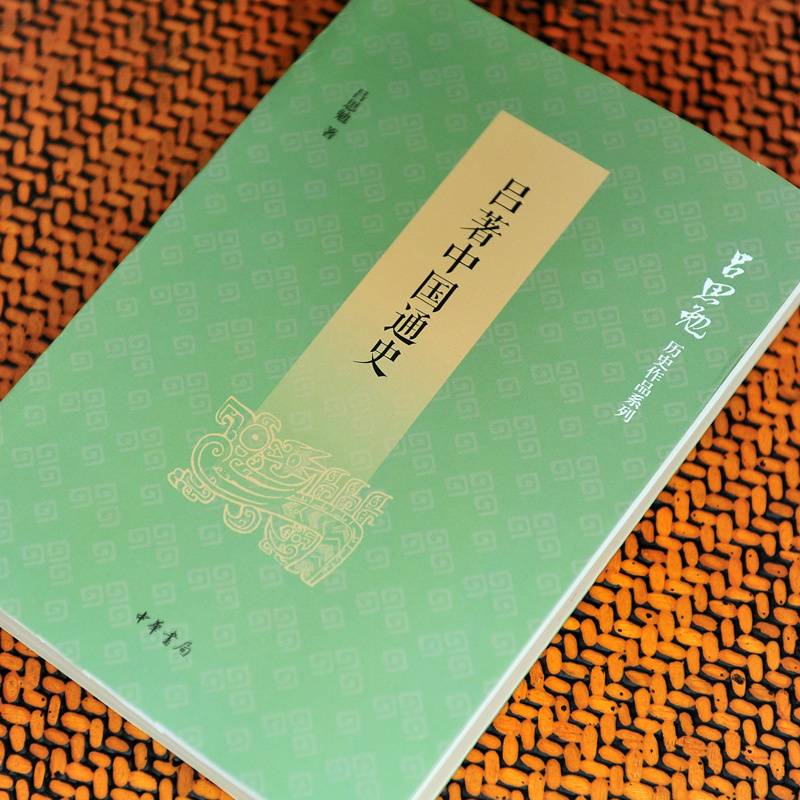 吕思勉 著
吕著中国通史
吕思勉
历史作品系列
中华书局